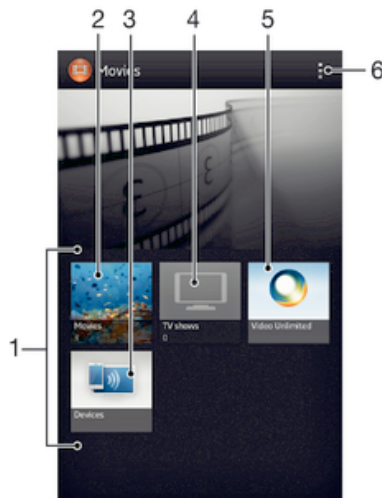 2 3 4 5
Movies
6
1
Movies
TV shows
0
Video Unlimited
Devices